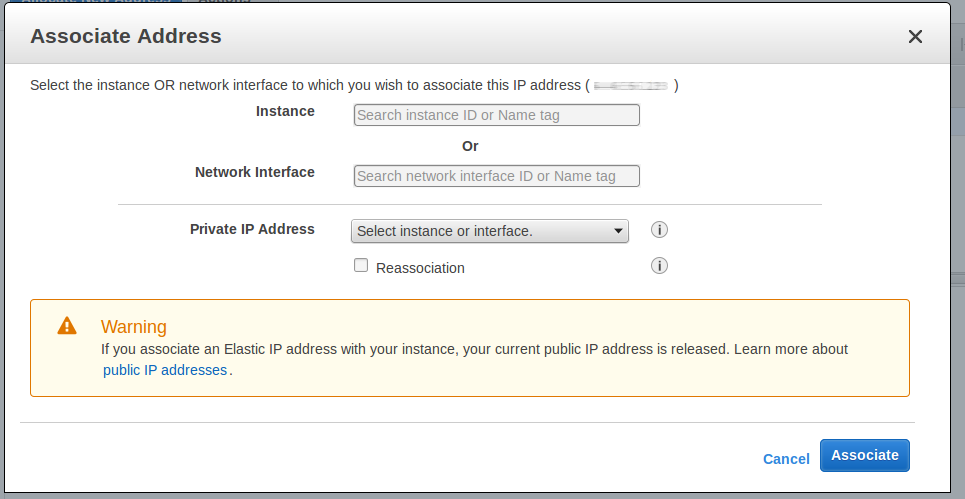 Associate Address
Select the instance OR network interface to which you wish to associate this IP address ( )
Instance
Search instance ID or Name tag
Or
Network Interface
Search network interface ID or Name tag
Private IP Address
Select instance or interface.
i
Reassociation
i
Warning
If you associate an Elastic IP address with your instance, your current public IP address is released. Learn more about
public IP addresses.
Cancel
Associate